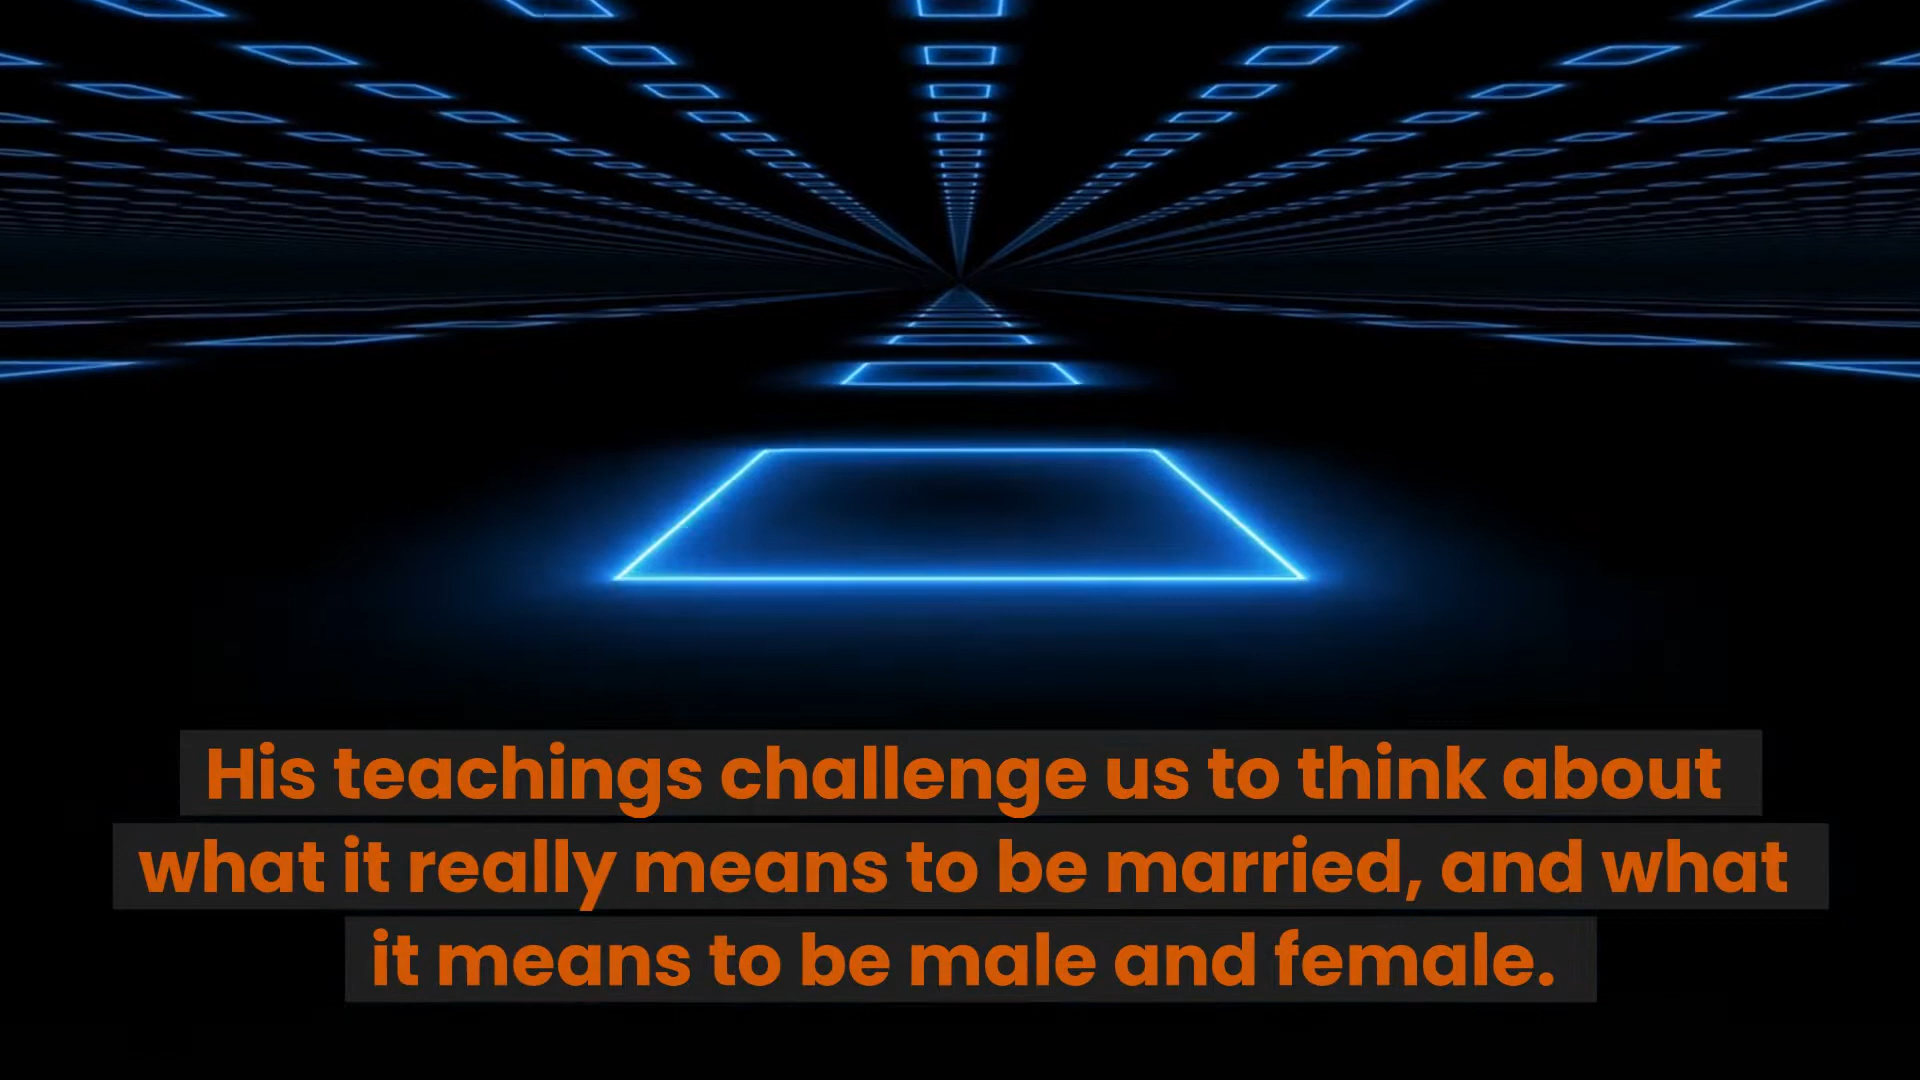 His teachings challenge us to think about
what it really means to be married, and what
it means to be male and female.